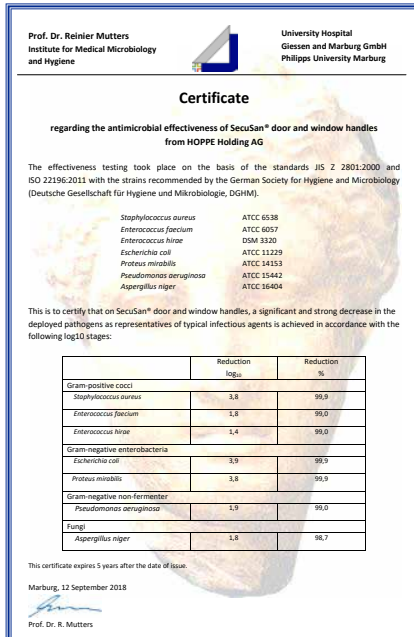 Prof. Dr. Reinier Mutters
Institute for Medical Microbiology
and Hygiene
University Hospital
Giessen and Marburg GmbH
Philipps University Marburg
Certificate
regarding the antimicrobial effectiveness of SecuSan® door and window handles
from HOPPE Holding AG
The effectiveness testing took place on the basis of the standards JIS Z 2801:2000 and
ISO 22196:2011 with the strains recommended by the German Society for Hygiene and Microbiology
(Deutsche Gesellschaft für Hygiene und Mikrobiologie, DGHM).
Staphylococcus aureus ATCC 6538
Enterococcus faecium ATCC 6057
Enterococcus hirae DSM 3320
Escherichia coli ATCC 11229
Proteus mirabilis ATCC 14153
Pseudomonas aeruginosa ATCC 15442
Aspergillus niger ATCC 16404
This is to certify that on SecuSan® door and window handles, a significant and strong decrease in the
deployed pathogens as representatives of typical infectious agents is achieved in accordance with the
following log10 stages:
Reduction Reduction
log₁₀ %
Gram-positive cocci
Staphylococcus aureus 3,8 99,9
Enterococcus faecium 1,8 99,0
Enterococcus hirae 1,4 99,0
Gram-negative enterobacteria
Escherichia coli 3,9 99,9
Proteus mirabilis 3,8 99,9
Gram-negative non-fermenter
Pseudomonas aeruginosa 1,9 99,0
Fungi
Aspergillus niger 1,8 98,7
This certificate expires 5 years after the date of issue.
Marburg, 12 September 2018
Prof. Dr. R. Mutters